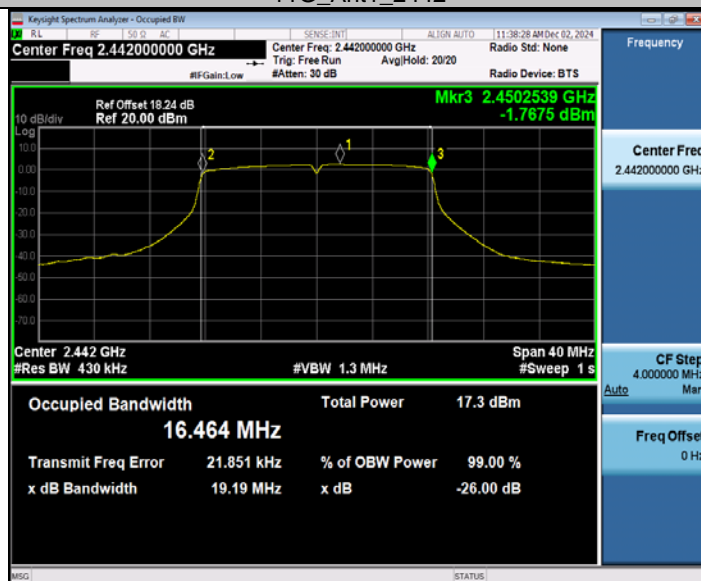 Keysight Spectrum Analyzer - Occupied BW
RL RF 50 Ω AC SENSE:INT ALIGN AUTO 11:38:28 AM Dec 02, 2024
Center Freq 2.442000000 GHz
Center Freq: 2.442000000 GHz
Radio Std: None
Trig: Free Run Avg|Hold: 20/20
#IFGain:Low
#Atten: 30 dB
Radio Device: BTS
Frequency
Ref Offset 18.24 dB
10 dB/div Ref 20.00 dBm
Mkr3 2.4502539 GHz
-1.7675 dBm
Log
10.0
0.00
-10.0
-20.0
-30.0
-40.0
-50.0
-60.0
-70.0
2
1
3
Center 2.442 GHz
Span 40 MHz
#Res BW 430 kHz
#VBW 1.3 MHz
#Sweep 1 s
Occupied Bandwidth
16.464 MHz
Total Power 17.3 dBm
Transmit Freq Error 21.851 kHz
% of OBW Power 99.00 %
x dB Bandwidth 19.19 MHz
x dB -26.00 dB
Center Freq
2.442000000 GHz
CF Step
4.000000 MHz
Auto Man
Freq Offset
0 Hz
MSG
STATUS